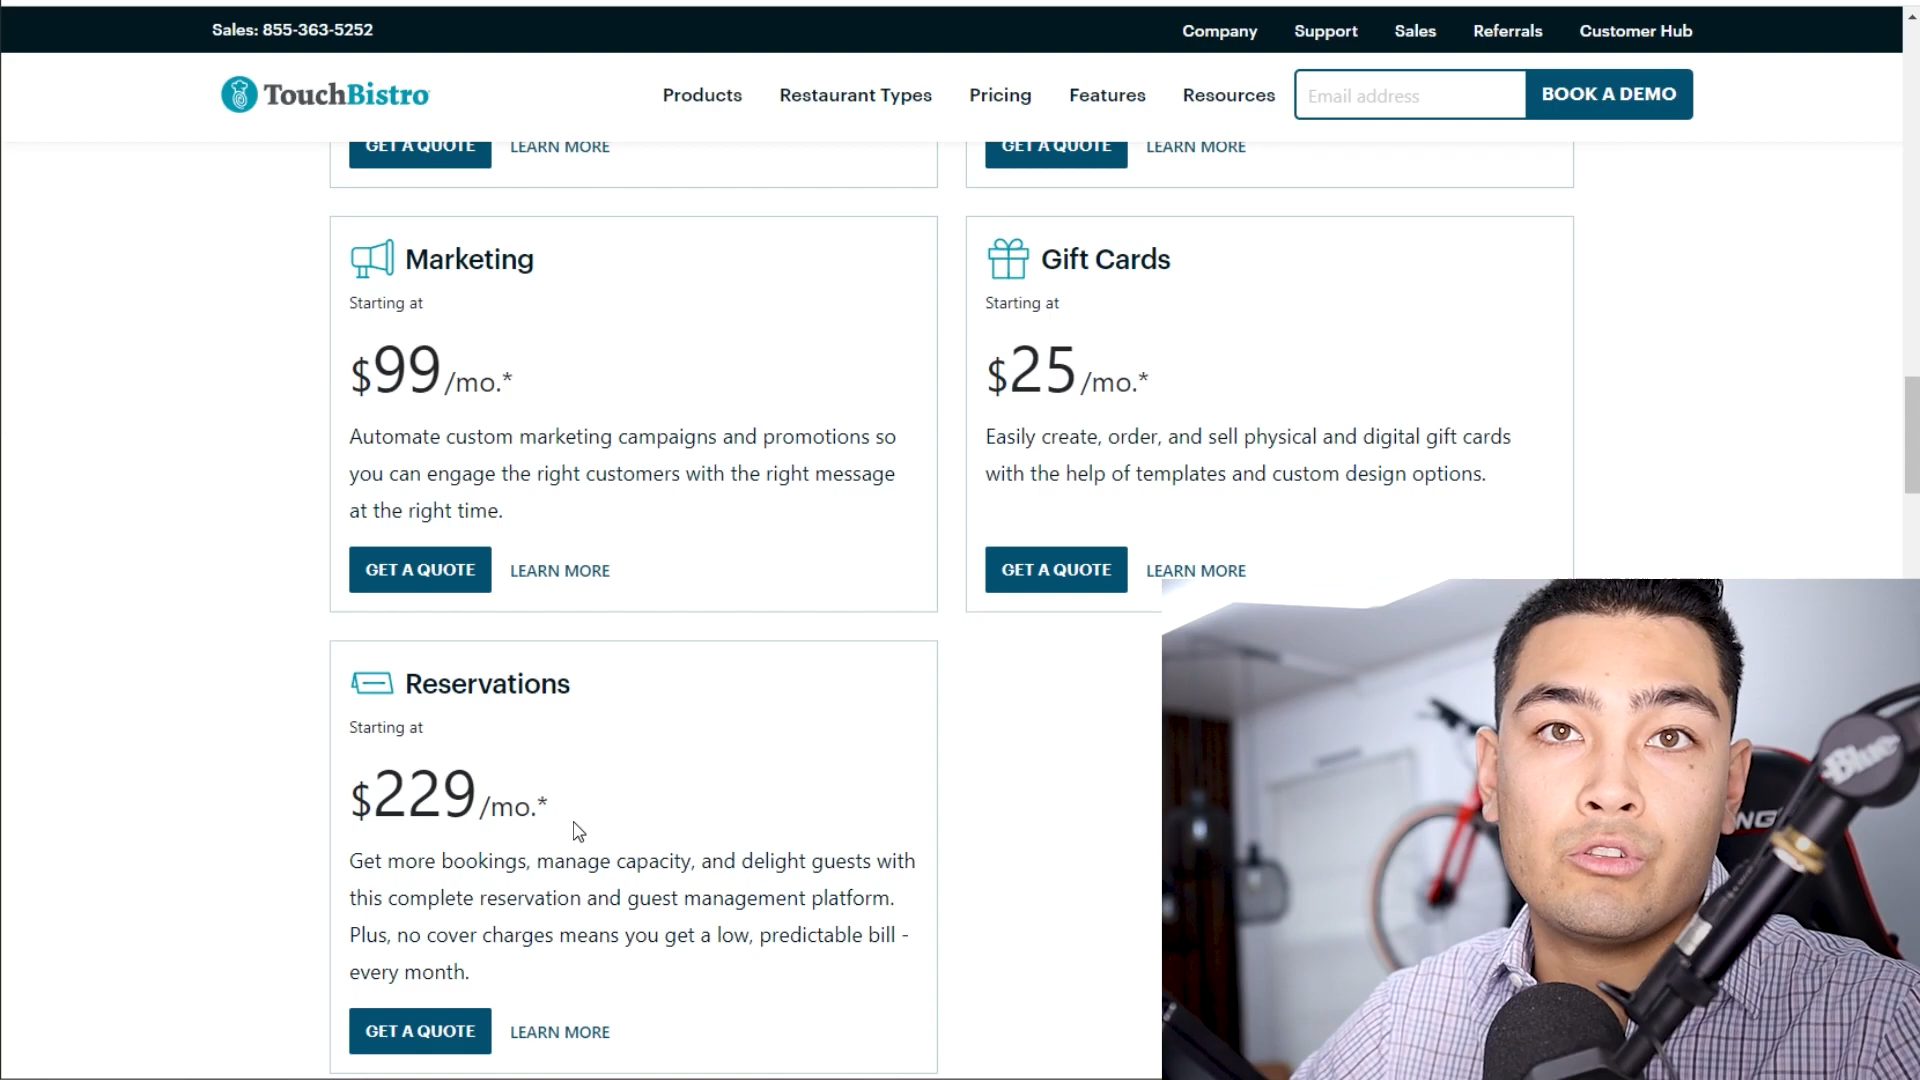 Sales: 855-363-5252
Company Support Sales Referrals Customer Hub
TouchBistro
Products Restaurant Types Pricing Features Resources Email address BOOK A DEMO
GET A QUOTE LEARN MORE
GET A QUOTE LEARN MORE
Marketing
Starting at
$99/mo.*
Automate custom marketing campaigns and promotions so
you can engage the right customers with the right message
at the right time.
GET A QUOTE LEARN MORE
Gift Cards
Starting at
$25/mo.*
Easily create, order, and sell physical and digital gift cards
with the help of templates and custom design options.
GET A QUOTE LEARN MORE
Reservations
Starting at
$229/mo.*
Get more bookings, manage capacity, and delight guests with
this complete reservation and guest management platform.
Plus, no cover charges means you get a low, predictable bill -
every month.
GET A QUOTE LEARN MORE
Blue